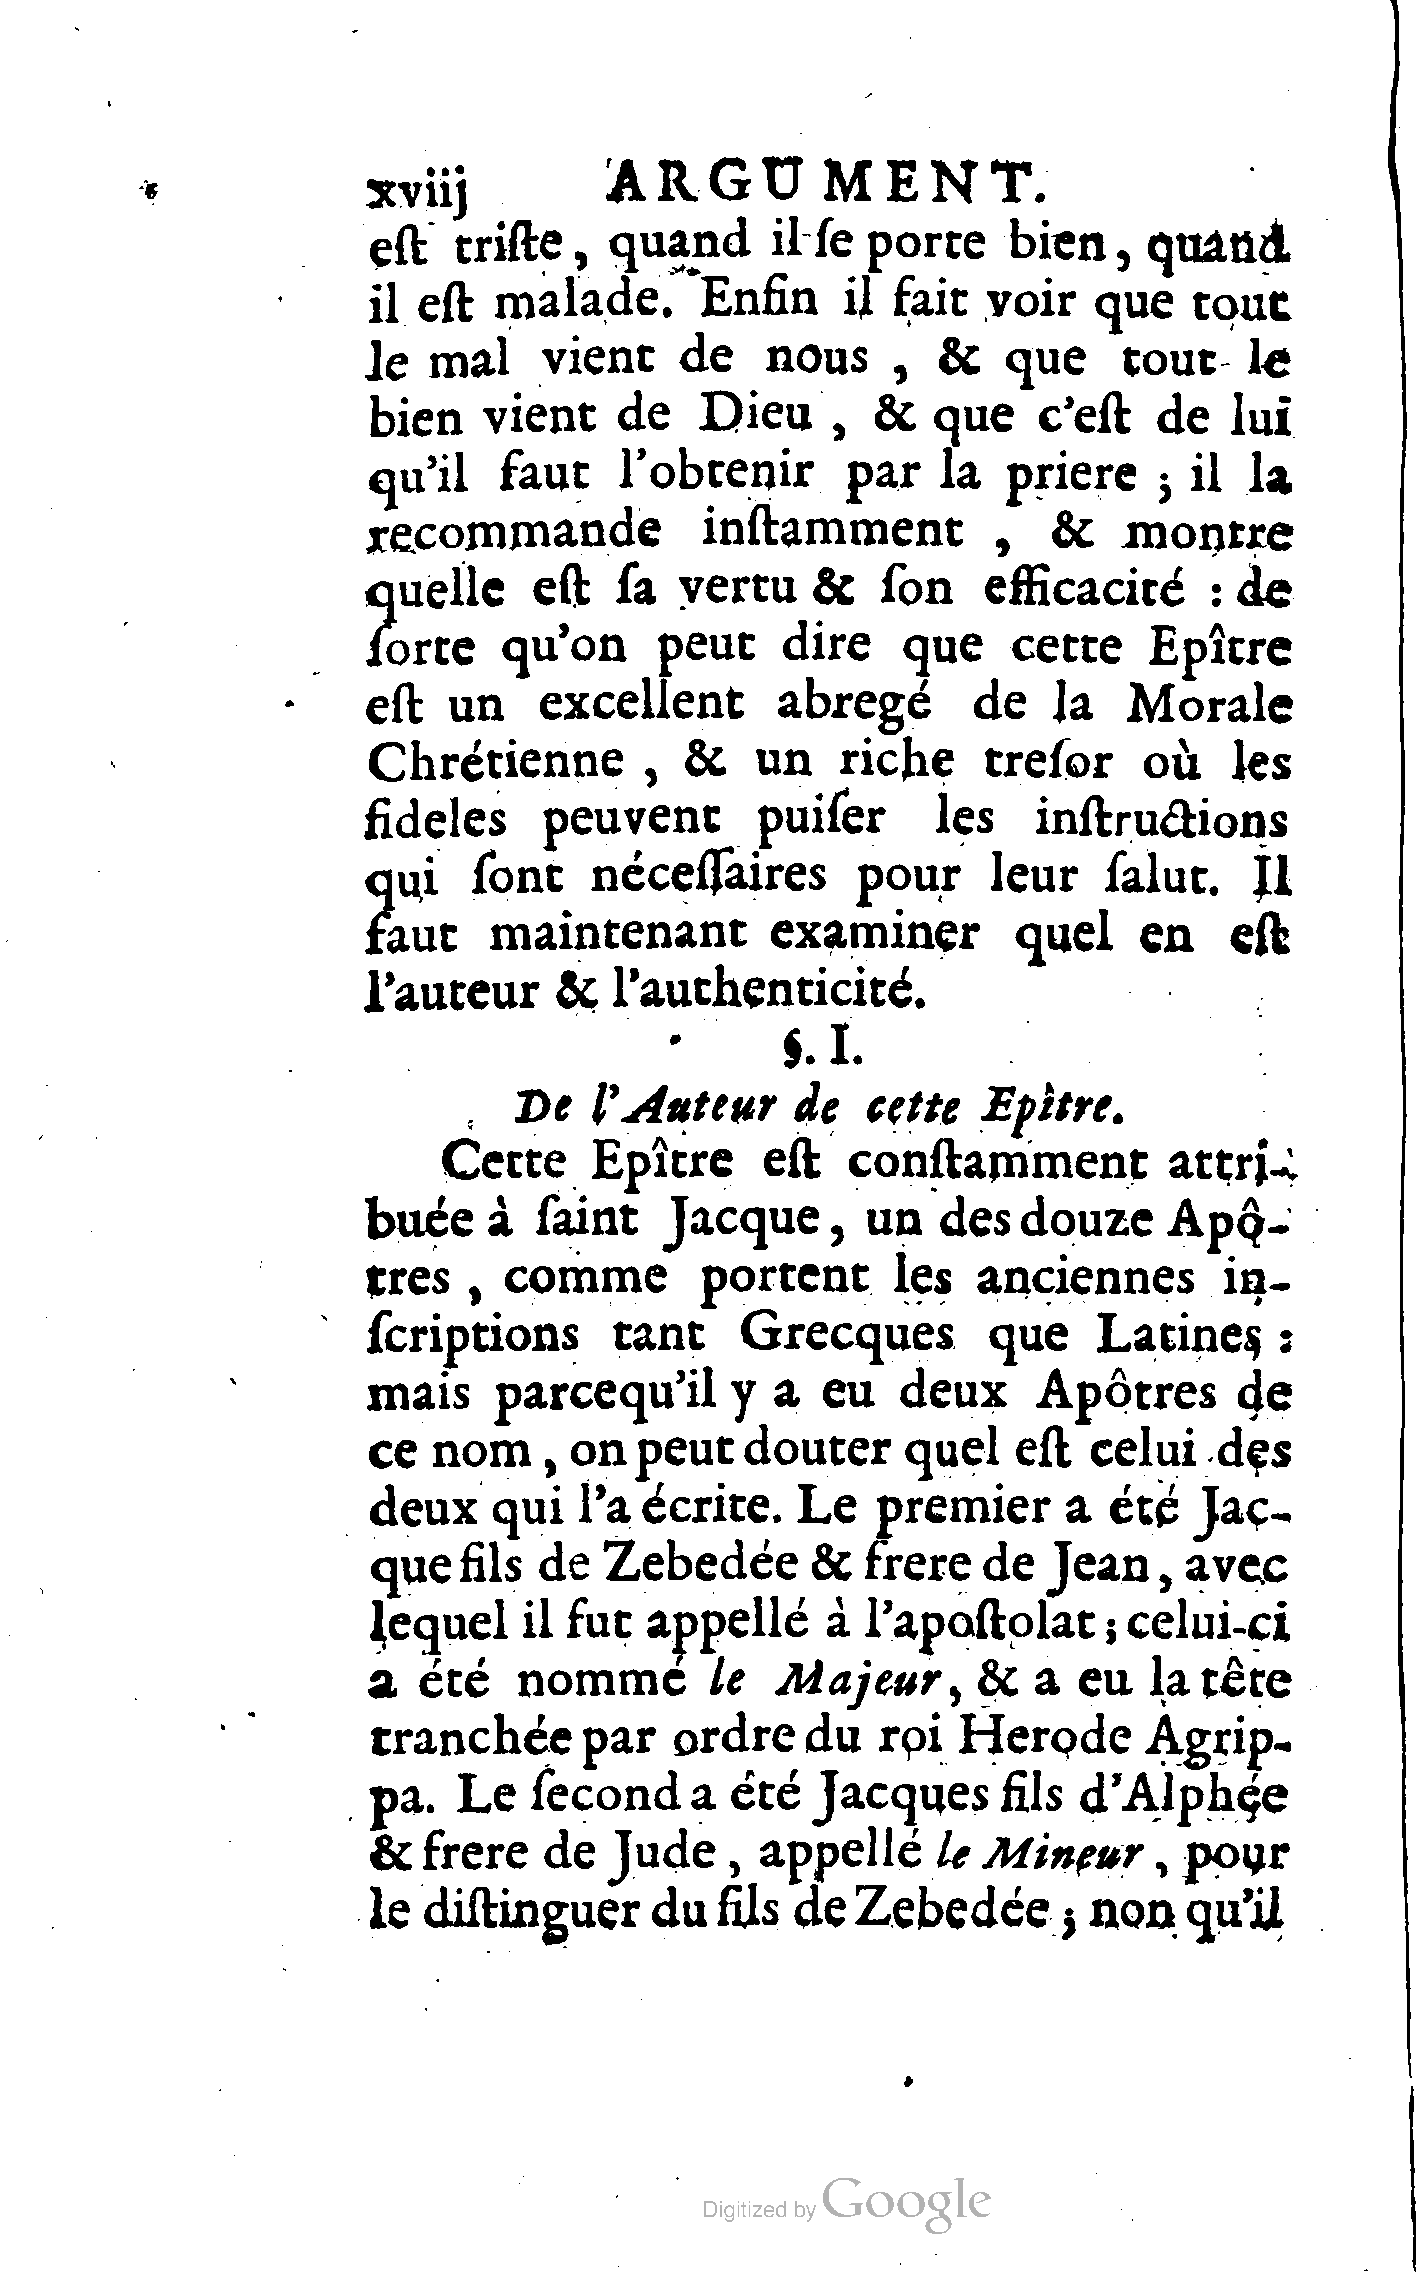 xviij ARGUMENT.
eſt triſte, quand il ſe porte bien, quand
il eſt malade. Enfin il fait voir que tout
le mal vient de nous, & que tout le
bien vient de Dieu, & que c'eſt de lui
qu'il faut l'obtenir par la priere ; il la
recommande inſtamment, & montre
quelle eſt ſa vertu & ſon efficacité : de
ſorte qu'on peut dire que cette Epître
eſt un excellent abregé de la Morale
Chrétienne, & un riche treſor où les
fideles peuvent puiſer les inſtructions
qui ſont néceſſaires pour leur ſalut. Il
faut maintenant examiner quel en eſt
l'auteur & l'authenticité.
§. I.
De l'Auteur de cette Epître.
Cette Epître eſt conſtamment attri-
buée à ſaint Jacque, un des douze Apô-
tres, comme portent les anciennes in-
ſcriptions tant Grecques que Latines :
mais parcequ'il y a eu deux Apôtres de
ce nom, on peut douter quel eſt celui des
deux qui l'a écrite. Le premier a été Jac-
que fils de Zebedée & frere de Jean, avec
lequel il fut appellé à l'apoſtolat ; celui-ci
a été nommé le Majeur, & a eu la tête
tranchée par ordre du roi Herode Agrip-
pa. Le ſecond a été Jacques fils d'Alphée
& frere de Jude, appellé le Mineur, pour
le diſtinguer du fils de Zebedée ; non qu'il
Digitized by Google